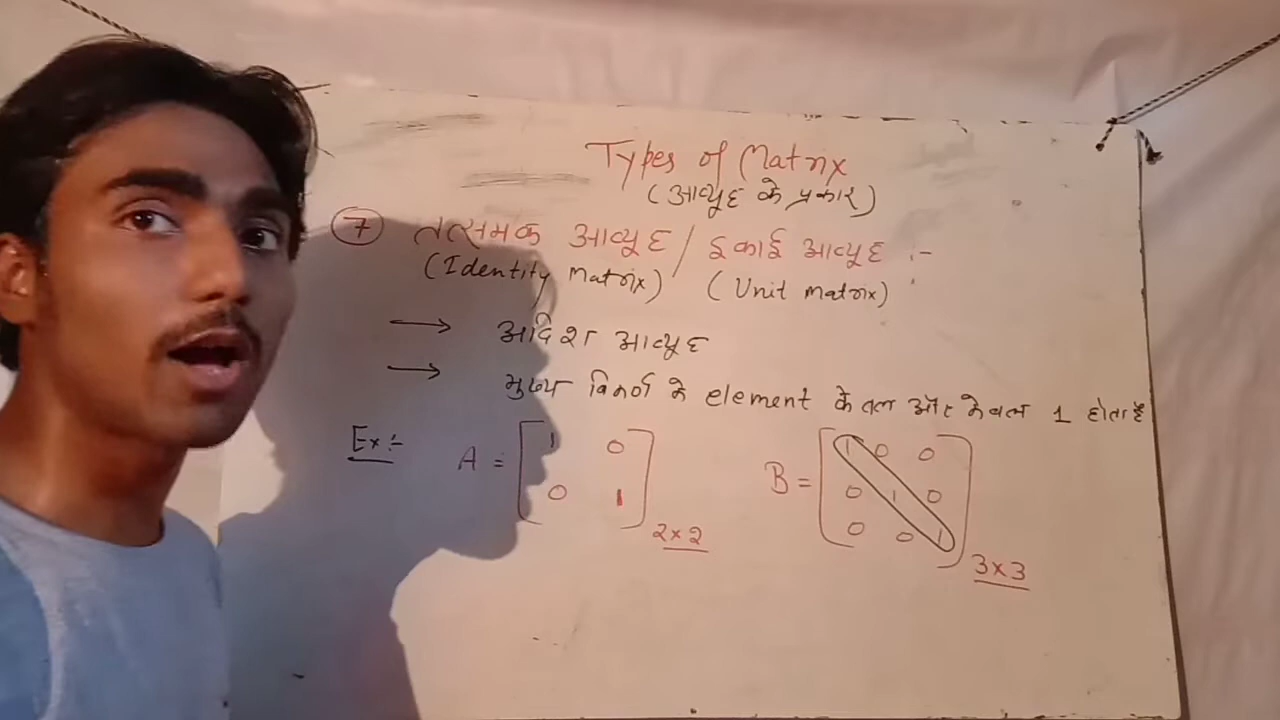 Types of Matrix
(आव्यूह के प्रकार)
7 तत्समक आव्यूह / इकाई आव्यूह :-
(Identity Matrix) / (Unit Matrix)
→ आदिश आव्यूह
→ मुख्य विकर्ण के element केवल और केवल 1 होता है
Ex:- A = [1 0 B = [1 0 0
0 1] 2×2 0 1 0
0 0 1] 3×3